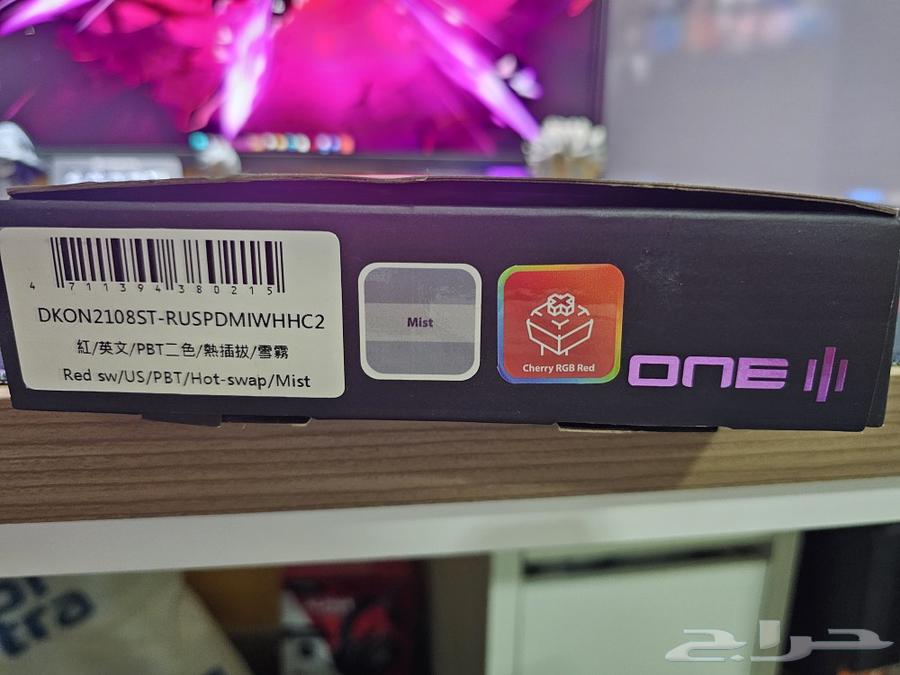 4 711394 380215
DKON2108ST-RUSPDMIWHHC2
紅/英文/PBT二色/熱插拔/雪霧
Red sw/US/PBT/Hot-swap/Mist
Mist
Cherry RGB Red
ONE
tra
حراج